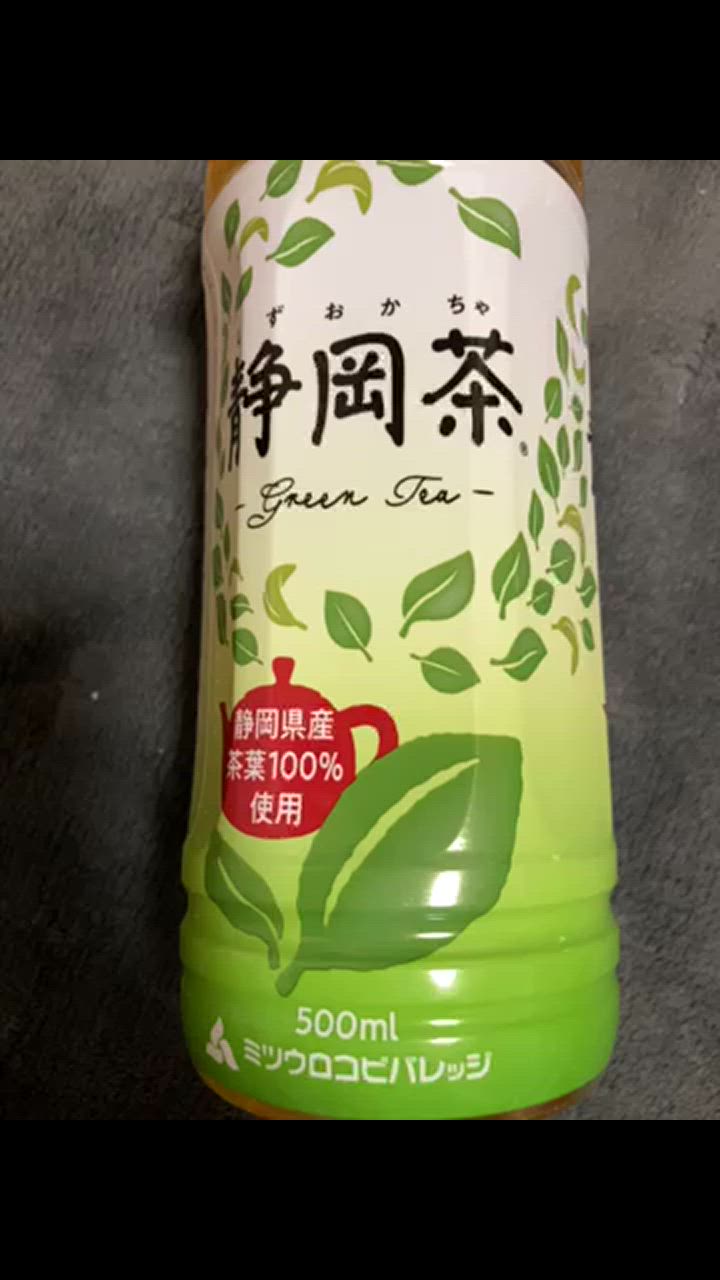 ずおかちゃ
静岡茶®
- Green Tea -
静岡県産
茶葉100%
使用
500ml
ミツウロコビバレッジ